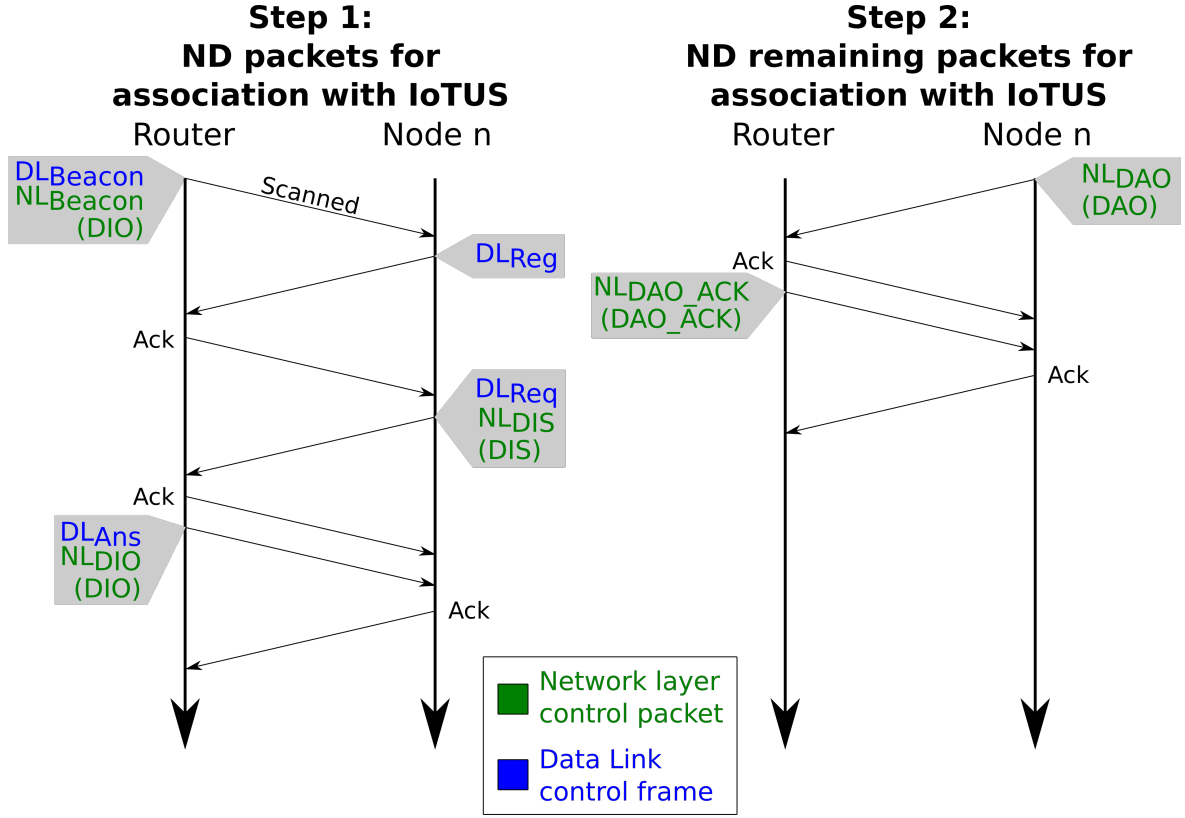 Step 1:
ND packets for
association with IoTUS
Router
Node n
DLBeacon
NLBeacon
(DIO)
Scanned
DLReg
Ack
DLReq
NLDIS
(DIS)
Ack
DLAns
NLDIO
(DIO)
Ack
Step 2:
ND remaining packets for
association with IoTUS
Router
Node n
NLDAO
(DAO)
Ack
NLDAO_ACK
(DAO_ACK)
Ack
Network layer
control packet
Data Link
control frame